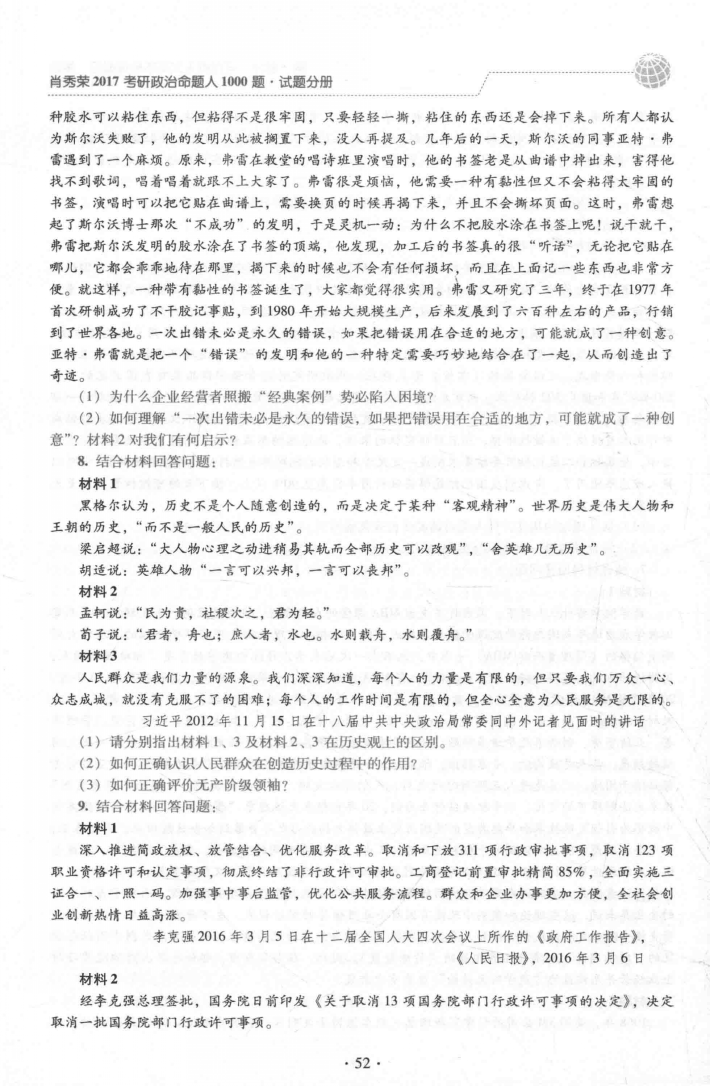 肖秀荣 2017 考研政治命题人 1000 题·试题分册
种胶水可以粘住东西，但粘得不是很牢固，只要轻轻一撕，粘住的东西还是会掉下来。所有人都认
为斯尔沃失败了，他的发明从此被搁置下来，没人再提及。几年后的一天，斯尔沃的同事亚特·弗
雷遇到了一个麻烦。原来，弗雷在教堂的唱诗班里演唱时，他的书签老是从曲谱中掉出来，害得他
找不到歌词，唱着唱着就跟不上大家了。弗雷很是烦恼，他需要一种有黏性但又不会粘得太牢固的
书签，演唱时可以把它贴在曲谱上，需要换页的时候再揭下来，并且不会撕坏页面。这时，弗雷想
起了斯尔沃博士那次“不成功”的发明，于是灵机一动：为什么不把胶水涂在书签上呢！说干就干，
弗雷把斯尔沃发明的胶水涂在了书签的顶端，他发现，加工后的书签真的很“听话”，无论把它贴在
哪儿，它都会乖乖地待在那里，揭下来的时候也不会有任何损坏，而且在上面记一些东西也非常方
便。就这样，一种带有黏性的书签诞生了，大家都觉得很实用。弗雷又研究了三年，终于在 1977 年
首次研制成功了不干胶记事贴，到 1980 年开始大规模生产，后来发展到了六百种左右的产品，行销
到了世界各地。一次出错未必是永久的错误，如果把错误用在合适的地方，可能就成了一种创意。
亚特·弗雷就是把一个“错误”的发明和他的一种特定需要巧妙地结合在了一起，从而创造出了
奇迹。
（1）为什么企业经营者照搬“经典案例”势必陷入困境？
（2）如何理解“一次出错未必是永久的错误，如果把错误用在合适的地方，可能就成了一种创
意”？材料 2 对我们有何启示？
8. 结合材料回答问题：
材料 1
黑格尔认为，历史不是个人随意创造的，而是决定于某种“客观精神”。世界历史是伟大人物和
王朝的历史，“而不是一般人民的历史”。
梁启超说：“大人物心理之动进稍易其轨而全部历史可以改观”，“舍英雄几无历史”。
胡适说：英雄人物“一言可以兴邦，一言可以丧邦”。
材料 2
孟轲说：“民为贵，社稷次之，君为轻。”
荀子说：“君者，舟也；庶人者，水也。水则载舟，水则覆舟。”
材料 3
人民群众是我们力量的源泉。我们深深知道，每个人的力量是有限的，但只要我们万众一心、
众志成城，就没有克服不了的困难；每个人的工作时间是有限的，但全心全意为人民服务是无限的。
习近平 2012 年 11 月 15 日在十八届中共中央政治局常委同中外记者见面时的讲话
（1）请分别指出材料 1、3 及材料 2、3 在历史观上的区别。
（2）如何正确认识人民群众在创造历史过程中的作用？
（3）如何正确评价无产阶级领袖？
9. 结合材料回答问题：
材料 1
深入推进简政放权、放管结合、优化服务改革。取消和下放 311 项行政审批事项，取消 123 项
职业资格许可和认定事项，彻底终结了非行政许可审批。工商登记前置审批精简 85%，全面实施三
证合一、一照一码。加强事中事后监管，优化公共服务流程。群众和企业办事更加方便，全社会创
业创新热情日益高涨。
李克强 2016 年 3 月 5 日在十二届全国人大四次会议上所作的《政府工作报告》，
《人民日报》，2016 年 3 月 6 日
材料 2
经李克强总理签批，国务院日前印发《关于取消 13 项国务院部门行政许可事项的决定》，决定
取消一批国务院部门行政许可事项。
· 52 ·